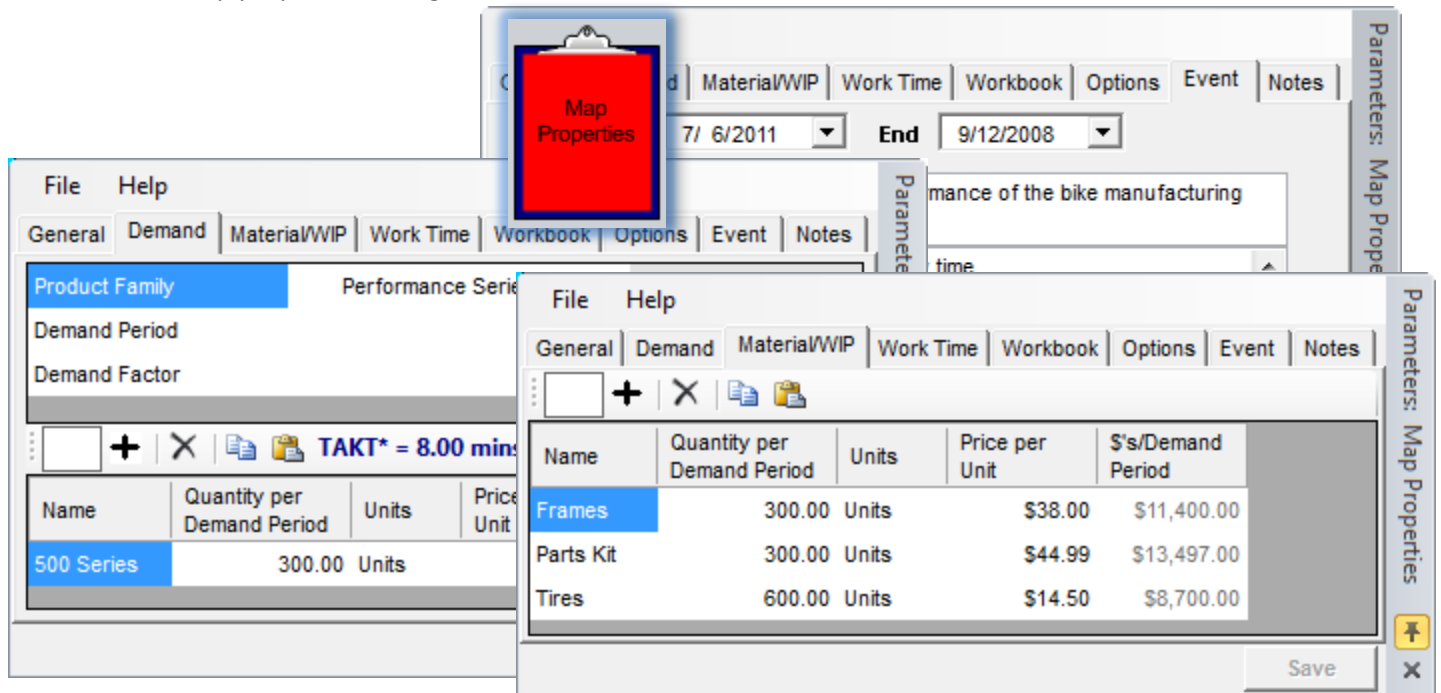 Map
Properties
Material/WIP Work Time Workbook Options Event Notes
7/ 6/2011 End 9/12/2008
of the bike manufacturing
time
Parameters: Map
File Help
General Demand Material/WIP Work Time Workbook Options Event Notes
Product Family Performance
Demand Period
Demand Factor
TAKT* = 8.00
Name Quantity per Demand Period Units Price Unit
500 Series 300.00 Units
File Help
General Demand Material/WIP Work Time Workbook Options Event Notes
Name Quantity per Demand Period Units Price per Unit $'s/Demand Period
Frames 300.00 Units $38.00 $11,400.00
Parts Kit 300.00 Units $44.99 $13,497.00
Tires 600.00 Units $14.50 $8,700.00
Save
Parameters: Map Properties